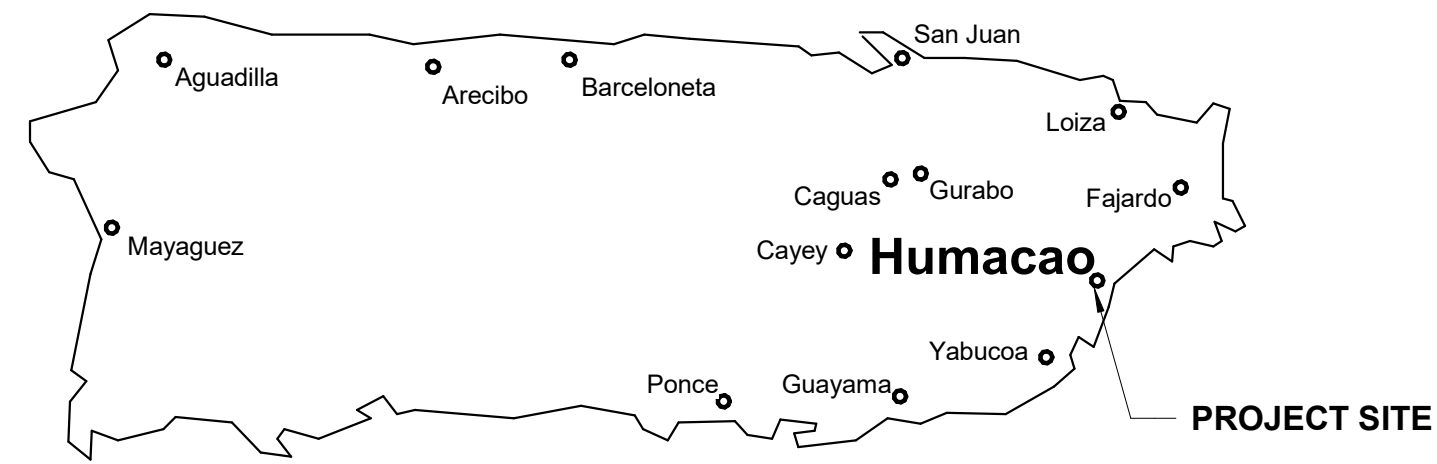 San Juan
Aguadilla
Arecibo
Barceloneta
Loiza
Caguas
Gurabo
Fajardo
Mayaguez
Cayey
Humacao
Yabucoa
Ponce
Guayama
PROJECT SITE